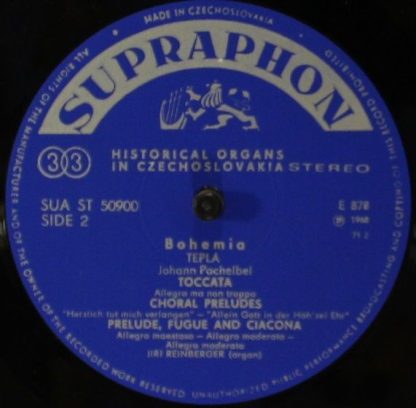 MADE IN CZECHOSLOVAKIA
ALL RIGHTS OF THE MANUFACTURER AND OF THE OWNER OF THE RECORDED WORK RESERVED. UNAUTHORIZED PUBLIC PERFORMANCE, BROADCASTING AND COPYING OF THIS RECORD PROHIBITED
SUPRAPHON
33 HISTORICAL ORGANS
IN CZECHOSLOVAKIA STEREO
SUA ST 50900 E 878
SIDE 2 ℗ 1968
Bohemia
TEPLA
Johann Pachelbel
TOCCATA
Allegro ma non troppo
CHORAL PRELUDES
"Herzlich tut mich verlangen" - "Allein Gott in der Höh' sei Ehr"
PRELUDE, FUGUE AND CIACONA
Allegro maestoso - Allegro moderato -
Allegro moderato
JIŘÍ REINBERGER (organ)